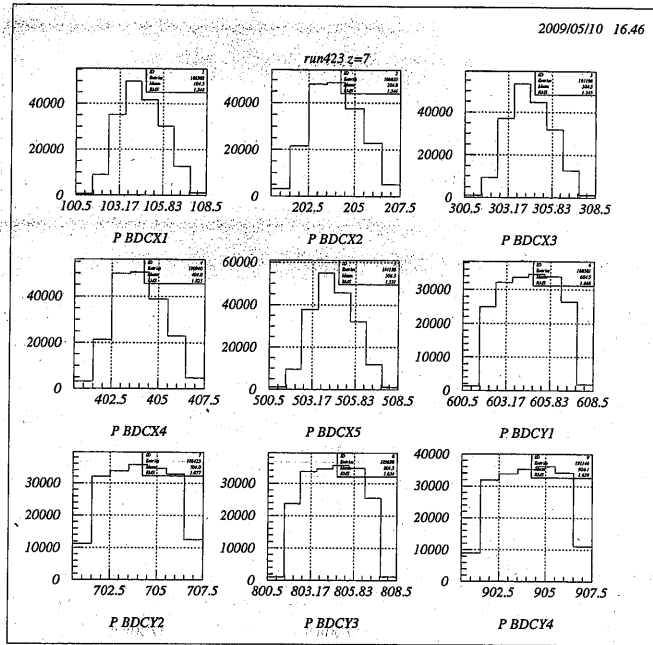 2009/05/10 16.46
run423 z=7
40000
20000
0
100.5 103.17 105.83 108.5
P BDCX1
40000
20000
0
202.5 205 207.5
P BDCX2
40000
20000
0
300.5 303.17 305.83 308.5
P BDCX3
40000
20000
0
402.5 405 407.5
P BDCX4
60000
40000
20000
0
500.5 503.17 505.83 508.5
P BDCX5
30000
20000
10000
0
600.5 603.17 605.83 608.5
P BDCY1
30000
20000
10000
0
702.5 705 707.5
P BDCY2
30000
20000
10000
0
800.5 803.17 805.83 808.5
P BDCY3
40000
30000
20000
10000
0
902.5 905 907.5
P BDCY4